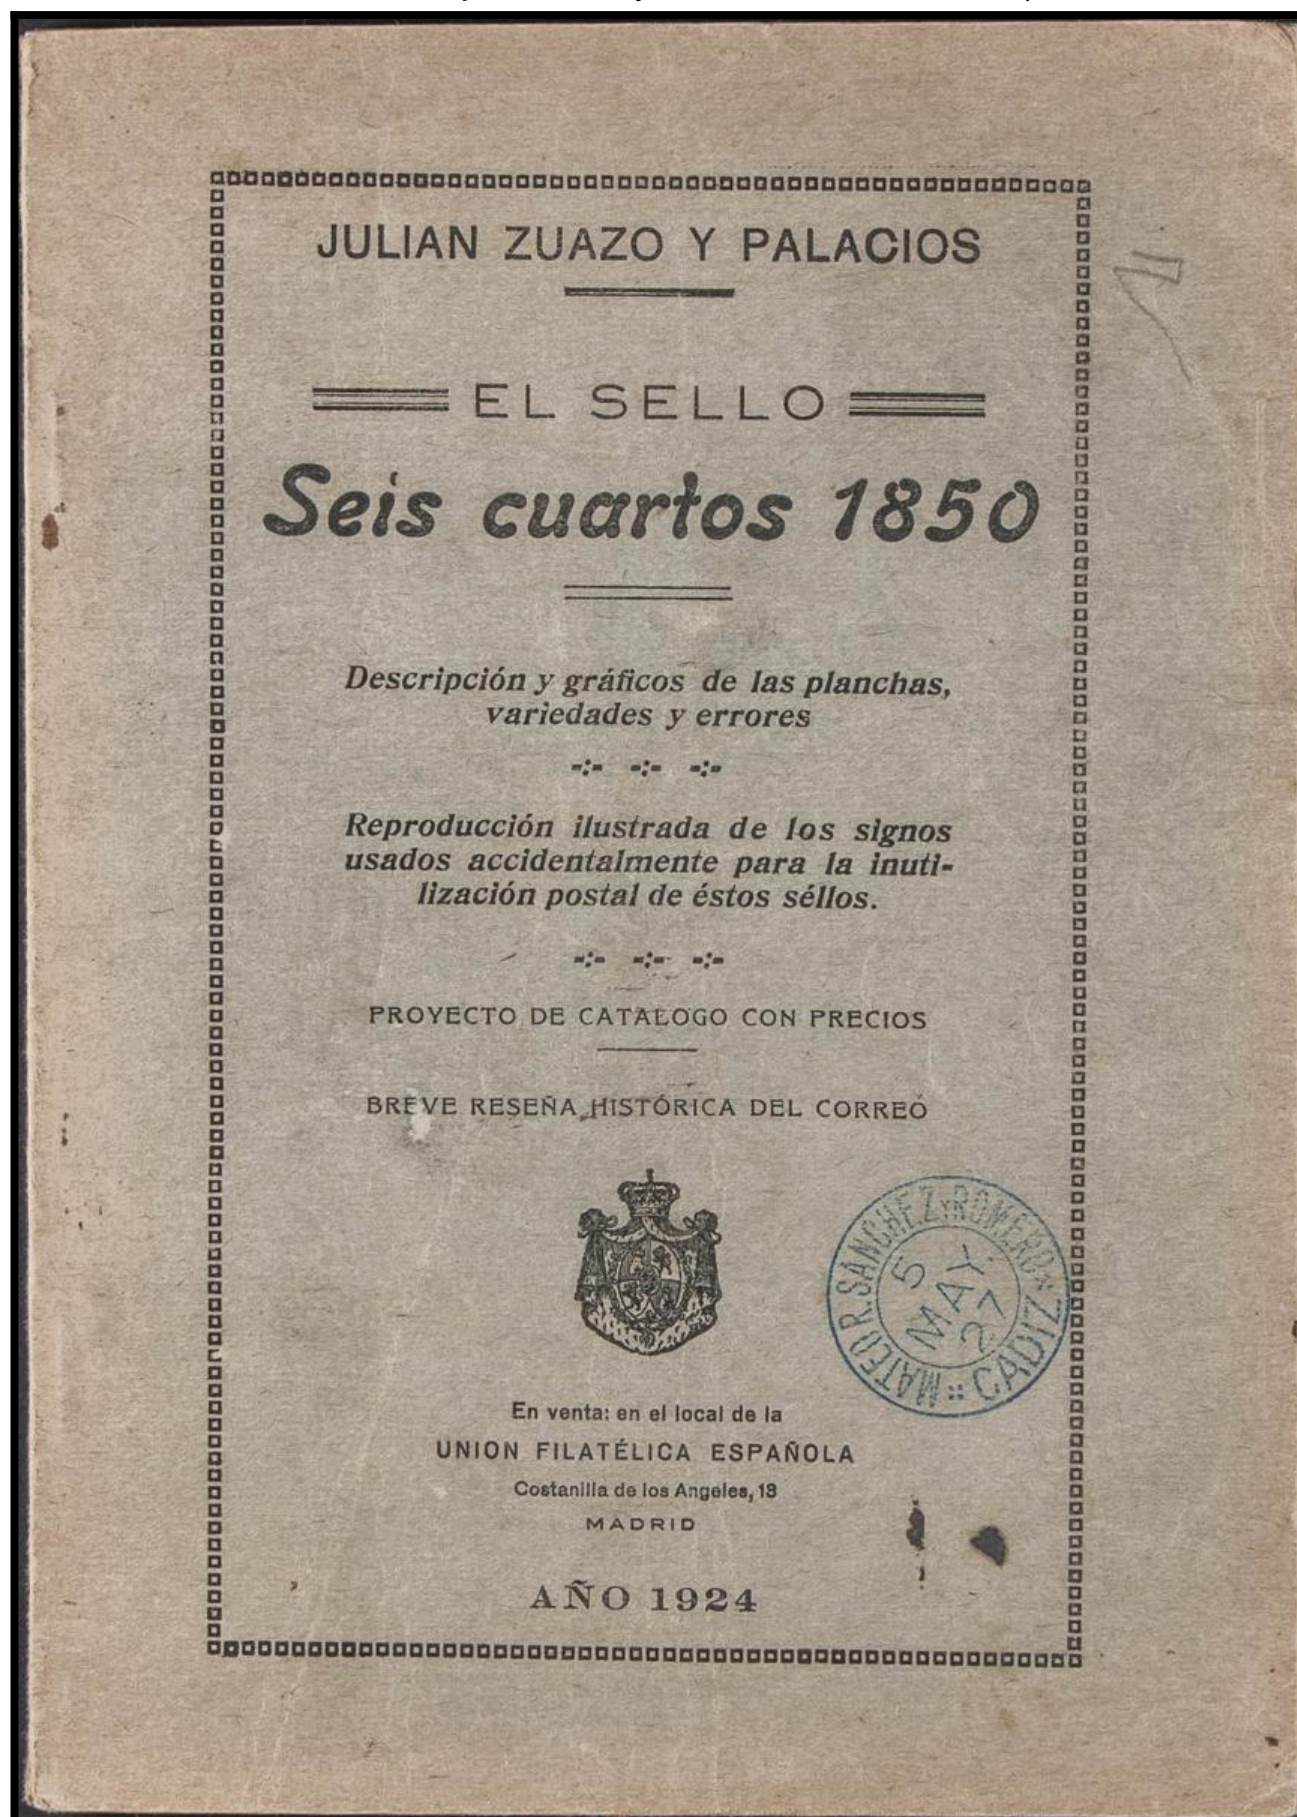 JULIAN ZUAZO Y PALACIOS
EL SELLO
Seis cuartos 1850
Descripción y gráficos de las planchas,
variedades y errores
Reproducción ilustrada de los signos
usados accidentalmente para la inuti-
lización postal de éstos séllos.
PROYECTO DE CATALOGO CON PRECIOS
BREVE RESEÑA HISTÓRICA DEL CORREO
MATEO R. SANCHEZ Y ROMERO
CADIZ
5
MAY.
27
En venta: en el local de la
UNION FILATÉLICA ESPAÑOLA
Costanilla de los Angeles, 13
MADRID
AÑO 1924